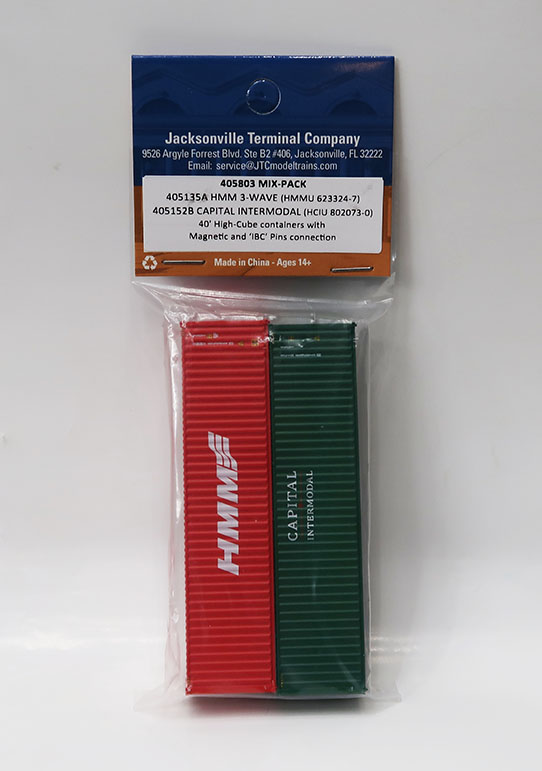 Jacksonville Terminal Company
9526 Argyle Forrest Blvd. Ste B2 #406, Jacksonville, FL 32222
Email: service@JTCmodeltrains.com
405803 MIX-PACK
405135A HMM 3-WAVE (HMMU 623324-7)
405152B CAPITAL INTERMODAL (HCIU 802073-0)
40' High-Cube containers with
Magnetic and 'IBC' Pins connection
Made in China - Ages 14+
HMM
CAPITAL
INTERMODAL